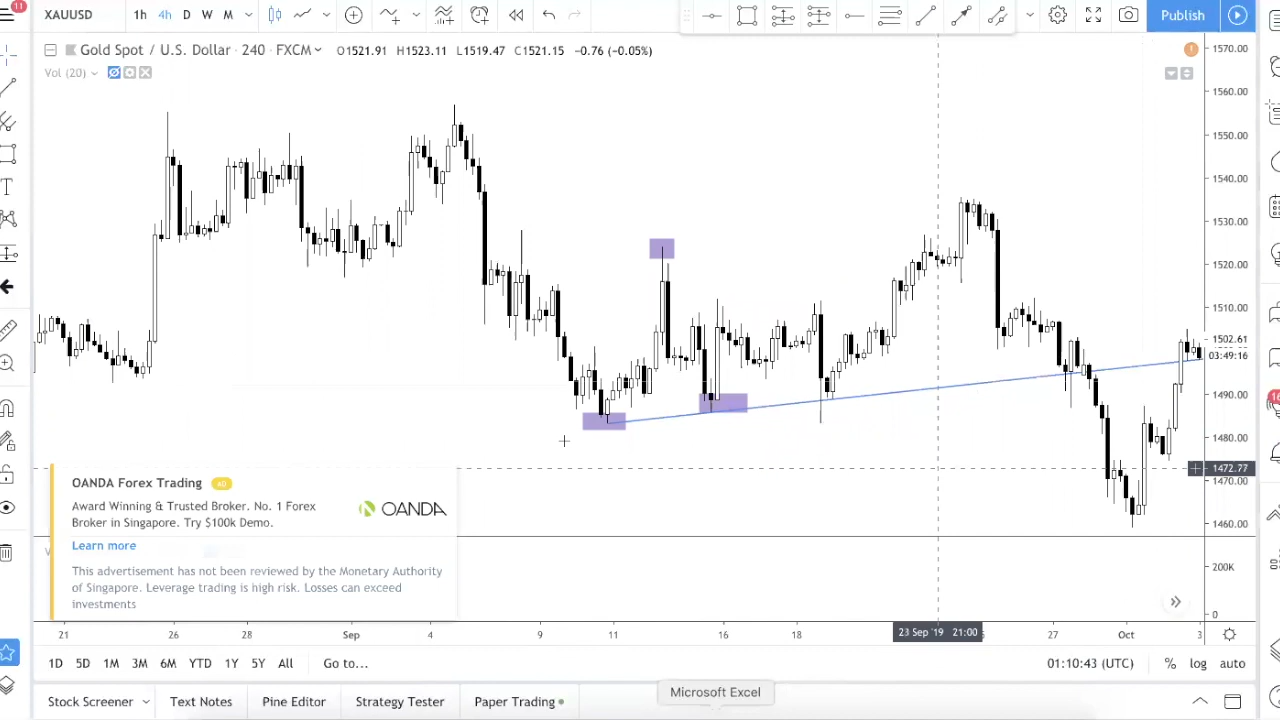 11
XAUUSD 1h 4h D W M Publish
Gold Spot / U.S. Dollar · 240 · FXCM O1521.91 H1523.11 L1519.47 C1521.15 -0.76 (-0.05%)
Vol (20)
1570.00
1560.00
1550.00
1540.00
1530.00
1520.00
1510.00
1502.61
03:49:16
1490.00
1480.00
1472.77
1470.00
1460.00
200K
0
OANDA Forex Trading
Award Winning & Trusted Broker. No. 1 Forex
Broker in Singapore. Try $100k Demo.
OANDA
Learn more
This advertisement has not been reviewed by the Monetary Authority
of Singapore. Leverage trading is high risk. Losses can exceed
investments
21 26 28 Sep 4 9 11 16 18 23 Sep '19 21:00 27 Oct 3
1D 5D 1M 3M 6M YTD 1Y 5Y All Go to... 01:10:43 (UTC) % log auto
Stock Screener Text Notes Pine Editor Strategy Tester Paper Trading
Microsoft Excel